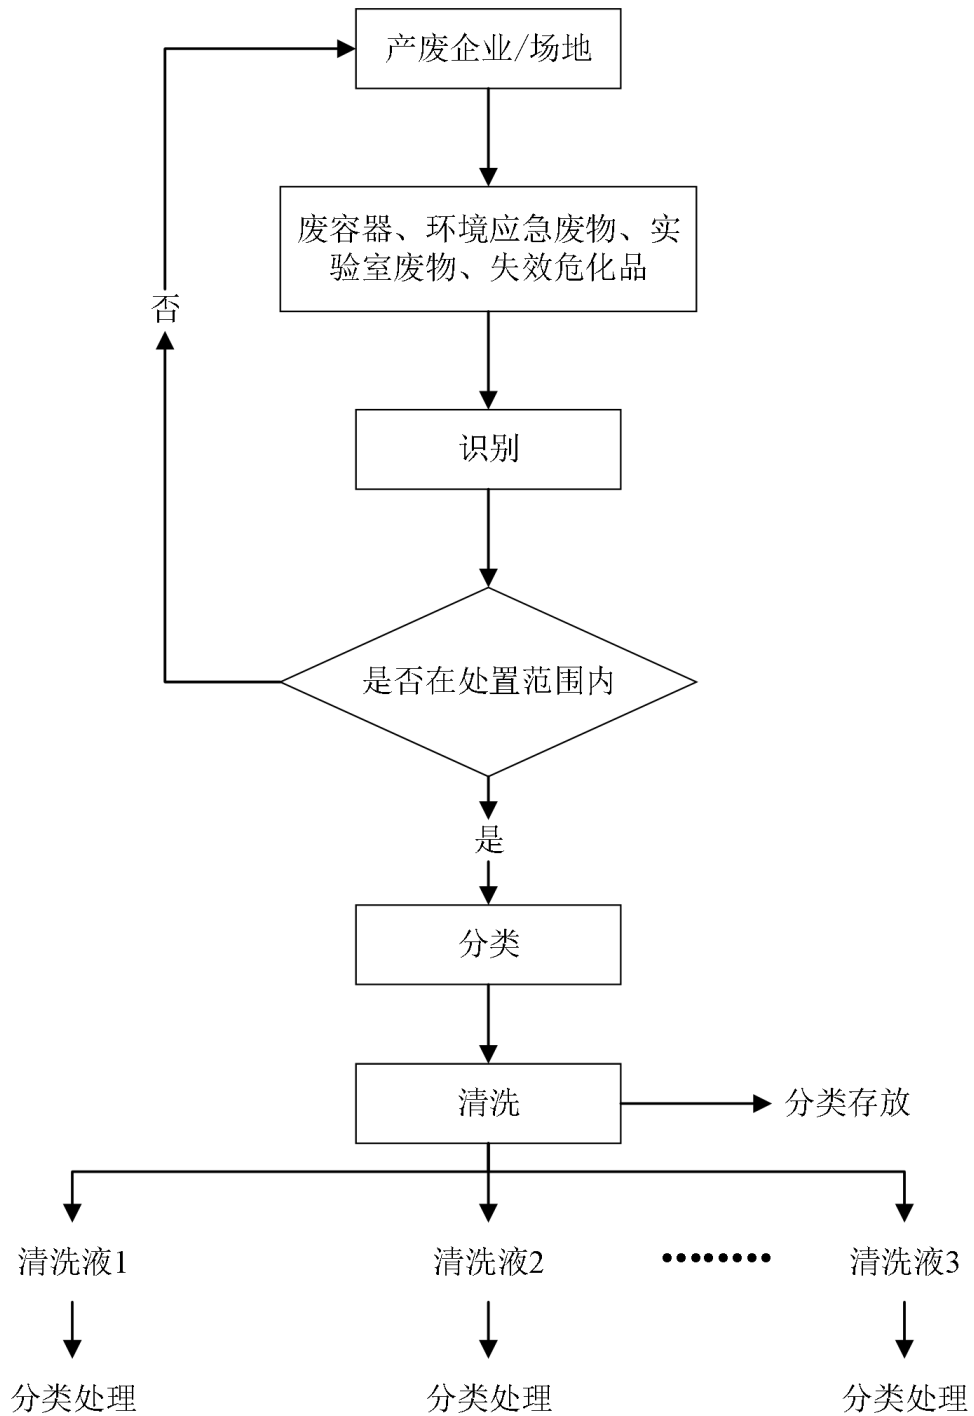 产废企业/场地
废容器、环境应急废物、实
验室废物、失效危化品
否
识别
是否在处置范围内
是
分类
清洗
分类存放
清洗液1
清洗液2
········
清洗液3
分类处理
分类处理
分类处理